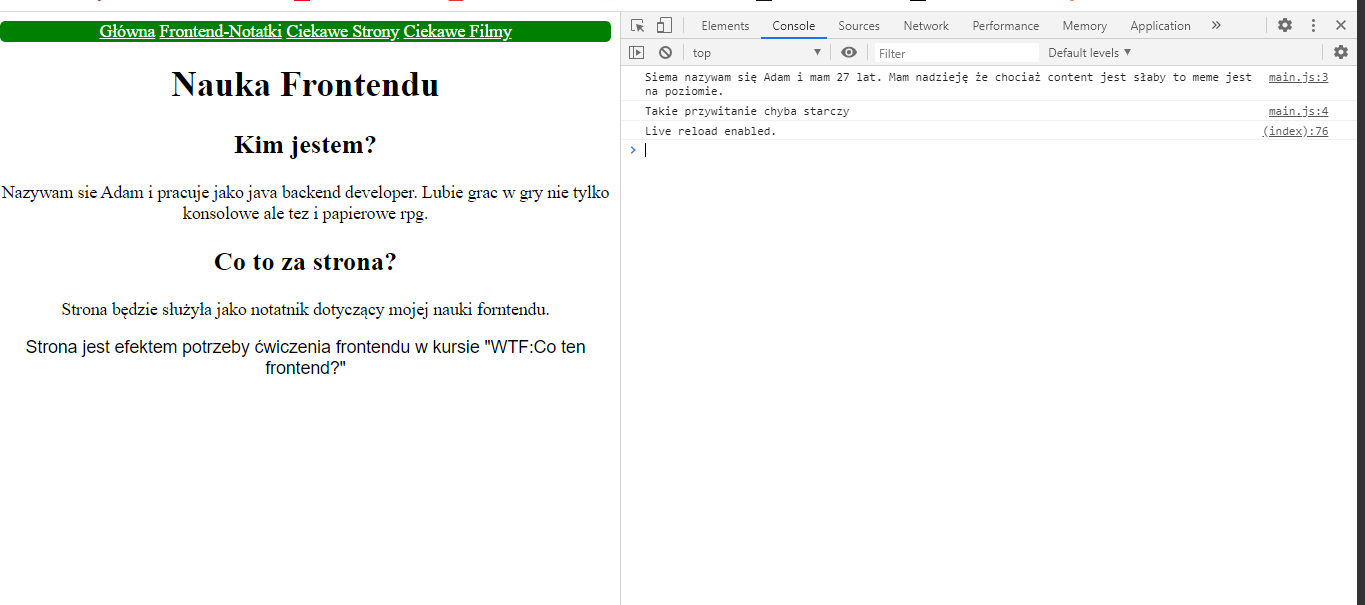 Główna Frontend-Notatki Ciekawe Strony Ciekawe Filmy
Nauka Frontendu
Kim jestem?
Nazywam sie Adam i pracuje jako java backend developer. Lubie grac w gry nie tylko
konsolowe ale tez i papierowe rpg.
Co to za strona?
Strona będzie służyła jako notatnik dotyczący mojej nauki forntendu.
Strona jest efektem potrzeby ćwiczenia frontendu w kursie "WTF:Co ten
frontend?"
Elements Console Sources Network Performance Memory Application »
top Filter Default levels
Siema nazywam się Adam i mam 27 lat. Mam nadzieję że chociaż content jest słaby to meme jest main.js:3
na poziomie.
Takie przywitanie chyba starczy main.js:4
Live reload enabled. (index):76